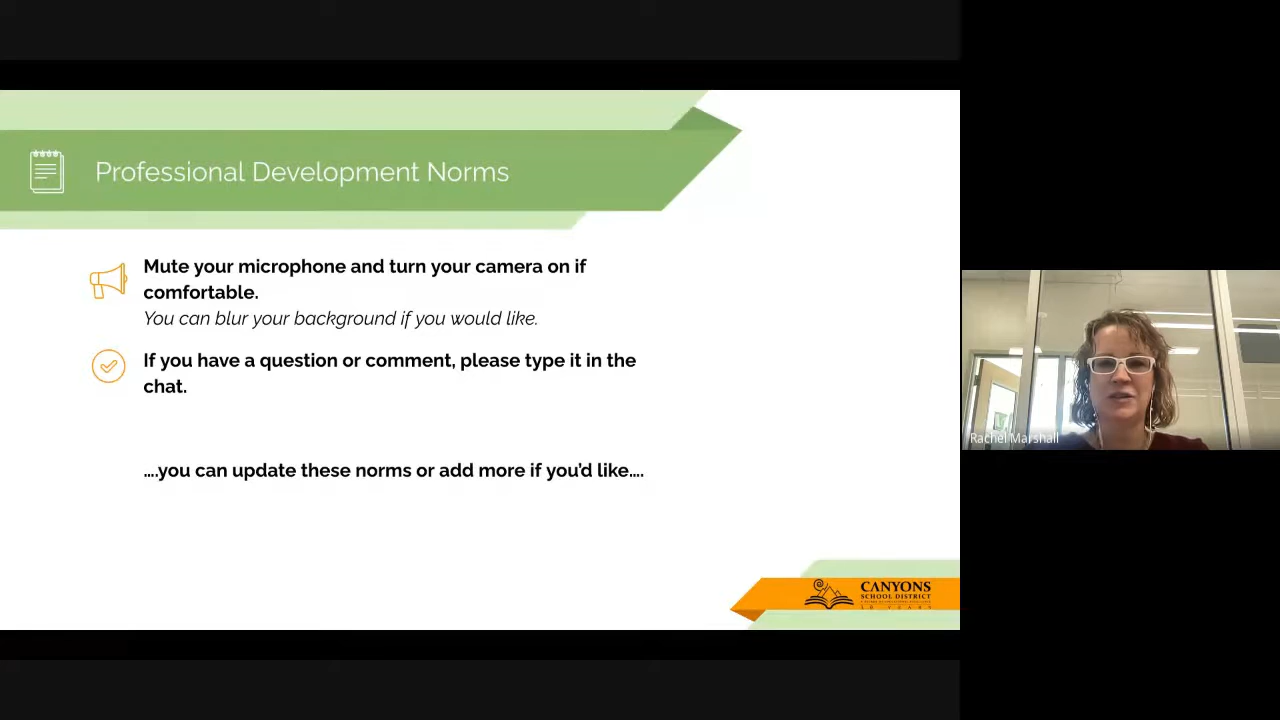 Professional Development Norms
Mute your microphone and turn your camera on if
comfortable.
You can blur your background if you would like.
If you have a question or comment, please type it in the
chat.
....you can update these norms or add more if you'd like....
CANYONS
SCHOOL DISTRICT
Rachel Marshall